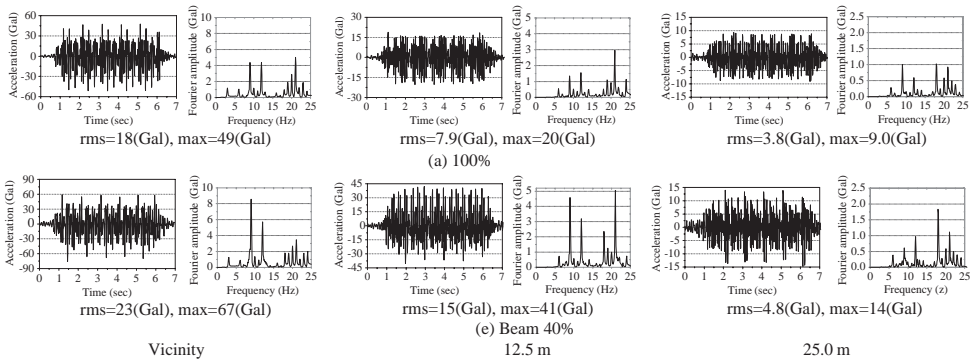 Acceleration (Gal)
60
30
0
-30
-60
0 1 2 3 4 5 6 7
Time (sec)
Fourier amplitude (Gal)
10
8
6
4
2
0
0 5 10 15 20 25
Frequency (Hz)
rms=18(Gal), max=49(Gal)
Acceleration (Gal)
30
15
0
-15
-30
0 1 2 3 4 5 6 7
Time (sec)
Fourier amplitude (Gal)
5
4
3
2
1
0
0 5 10 15 20 25
Frequency (Hz)
rms=7.9(Gal), max=20(Gal)
Acceleration (Gal)
15
10
5
0
-5
-10
-15
0 1 2 3 4 5 6 7
Time (sec)
Fourier amplitude (Gal)
2.5
2.0
1.5
1.0
0.5
0.0
0 5 10 15 20 25
Frequency (Hz)
rms=3.8(Gal), max=9.0(Gal)
(a) 100%
Acceleration (Gal)
90
60
30
0
-30
-60
-90
0 1 2 3 4 5 6 7
Time (sec)
Fourier amplitude (Gal)
10
8
6
4
2
0
0 5 10 15 20 25
Frequency (Hz)
rms=23(Gal), max=67(Gal)
Acceleration (Gal)
45
30
15
0
-15
-30
-45
0 1 2 3 4 5 6 7
Time (sec)
Fourier amplitude (Gal)
5
4
3
2
1
0
0 5 10 15 20 25
Frequency (Hz)
rms=15(Gal), max=41(Gal)
Acceleration (Gal)
15
10
5
0
-5
-10
-15
0 1 2 3 4 5 6 7
Time (sec)
Fourier amplitude (Gal)
2.5
2.0
1.5
1.0
0.5
0.0
0 5 10 15 20 25
Frequency (z)
rms=4.8(Gal), max=14(Gal)
(e) Beam 40%
Vicinity 12.5 m 25.0 m